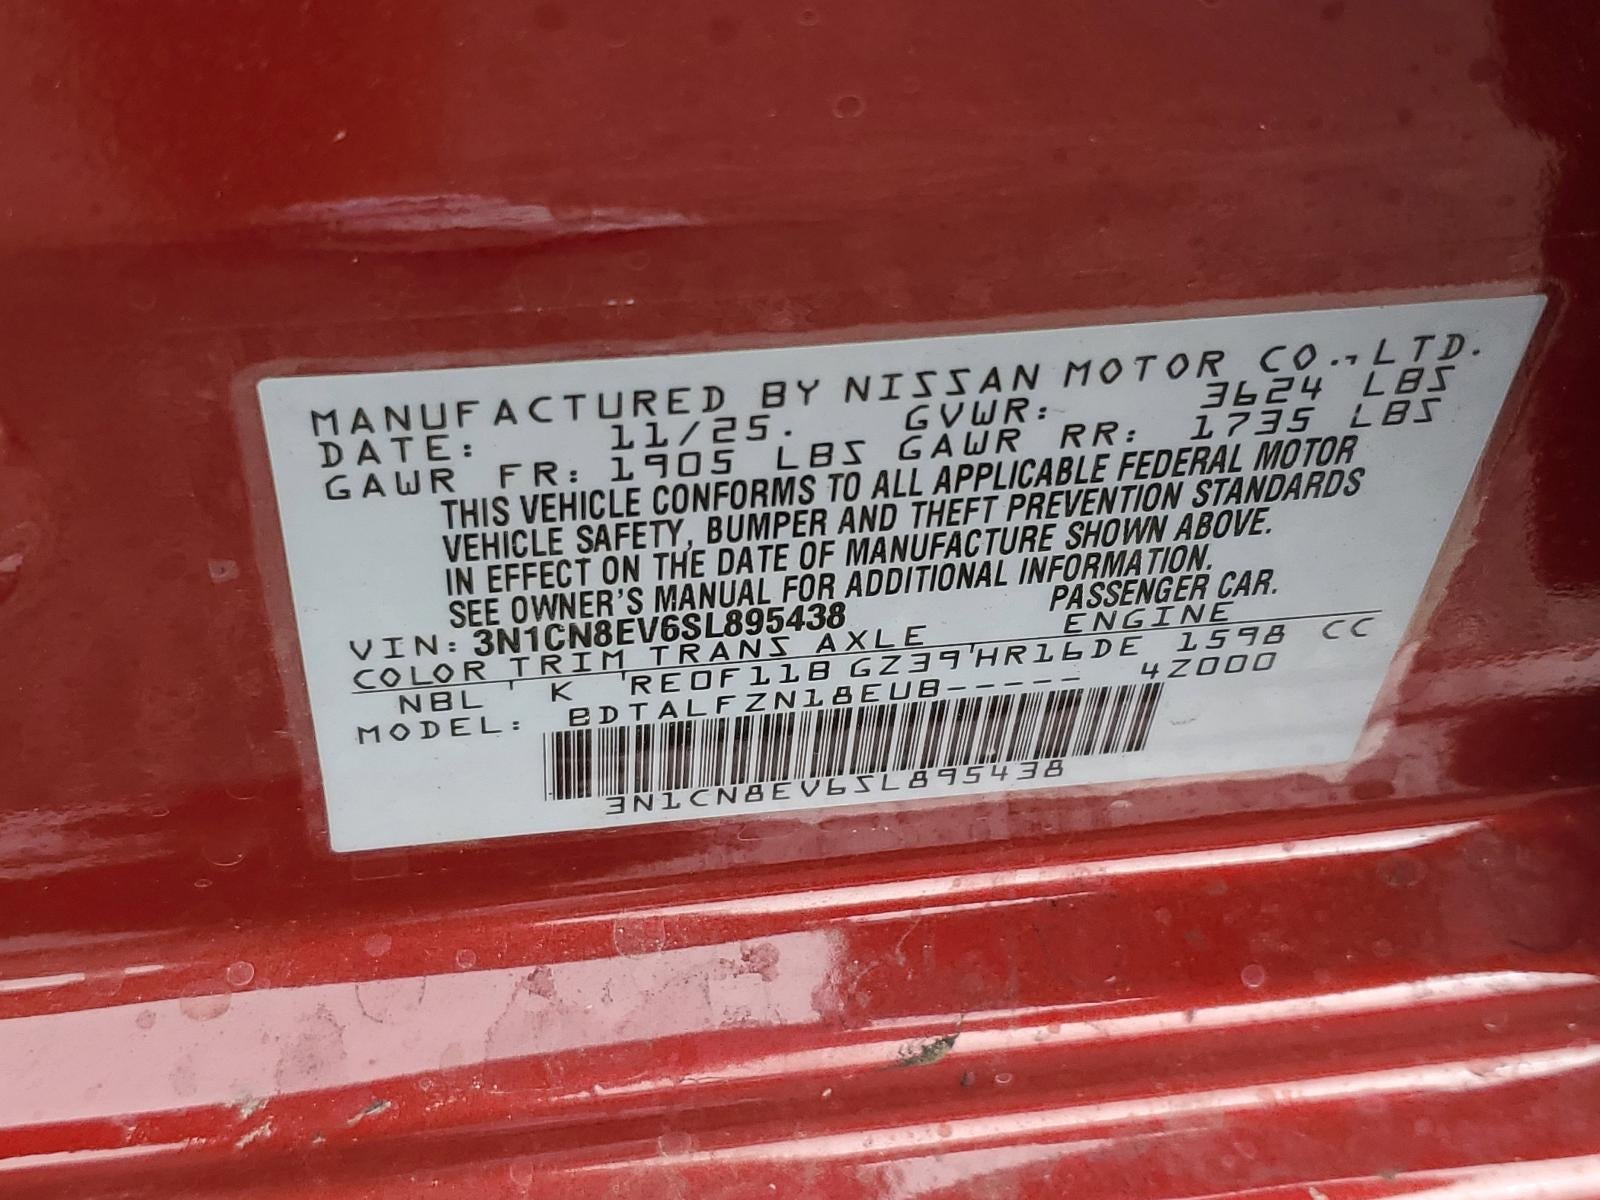 MANUFACTURED BY NISSAN MOTOR CO., LTD.
DATE: 11/25. GVWR: 3624 LBS
GAWR FR: 1905 LBS GAWR RR: 1735 LBS
THIS VEHICLE CONFORMS TO ALL APPLICABLE FEDERAL MOTOR
VEHICLE SAFETY, BUMPER AND THEFT PREVENTION STANDARDS
IN EFFECT ON THE DATE OF MANUFACTURE SHOWN ABOVE.
SEE OWNER'S MANUAL FOR ADDITIONAL INFORMATION.
VIN: 3N1CN8EV6SL895438 PASSENGER CAR.
COLOR TRIM TRANS AXLE ENGINE
NBL K RE0F11B GZ39 HR16DE 1598 CC
MODEL: BDTALFZN18EUB----- 4Z000
3N1CN8EV6SL895438